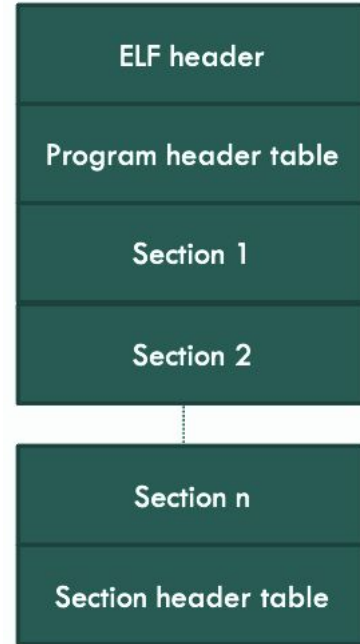 ELF header
Program header table
Section 1
Section 2
Section n
Section header table